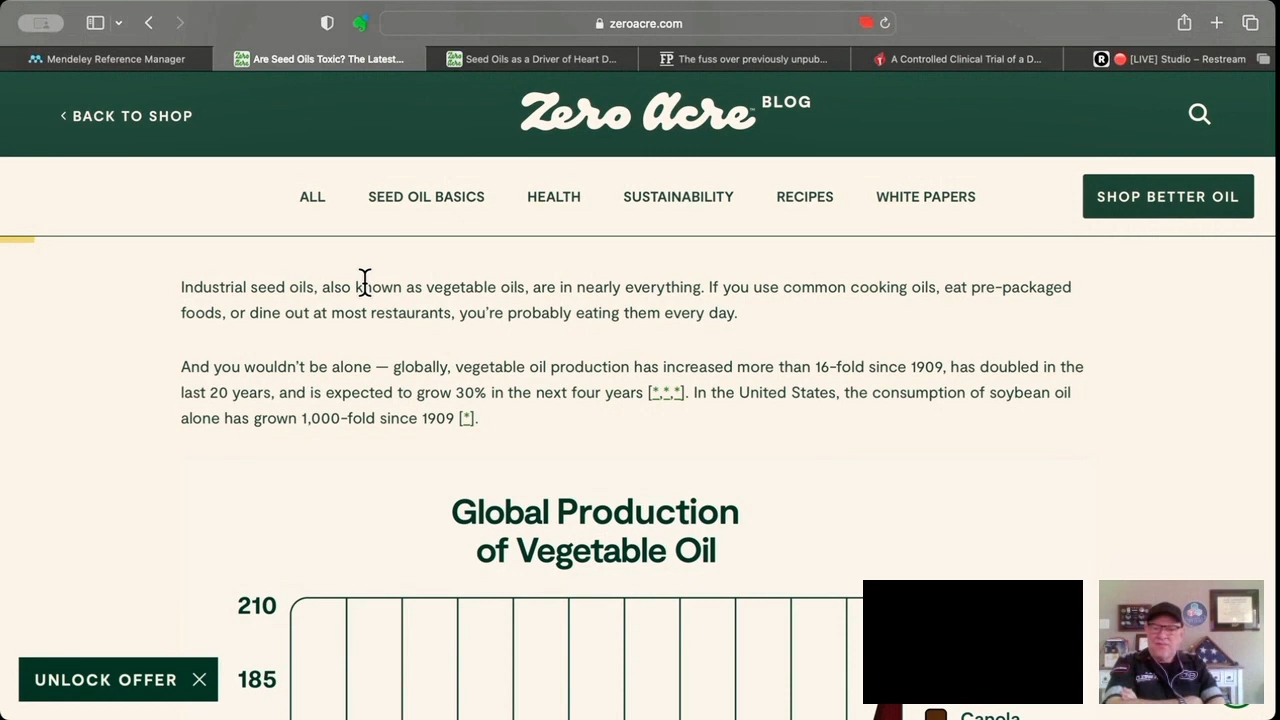 zeroacre.com
Mendeley Reference Manager
Are Seed Oils Toxic? The Latest...
Seed Oils as a Driver of Heart D...
FP The fuss over previously unpub...
A Controlled Clinical Trial of a D...
R [LIVE] Studio – Restream
< BACK TO SHOP
Zero Acre™ BLOG
ALL
SEED OIL BASICS
HEALTH
SUSTAINABILITY
RECIPES
WHITE PAPERS
SHOP BETTER OIL
Industrial seed oils, also known as vegetable oils, are in nearly everything. If you use common cooking oils, eat pre-packaged
foods, or dine out at most restaurants, you’re probably eating them every day.
And you wouldn’t be alone — globally, vegetable oil production has increased more than 16-fold since 1909, has doubled in the
last 20 years, and is expected to grow 30% in the next four years [*,*,*]. In the United States, the consumption of soybean oil
alone has grown 1,000-fold since 1909 [*].
Global Production
of Vegetable Oil
210
185
Canola
UNLOCK OFFER ×